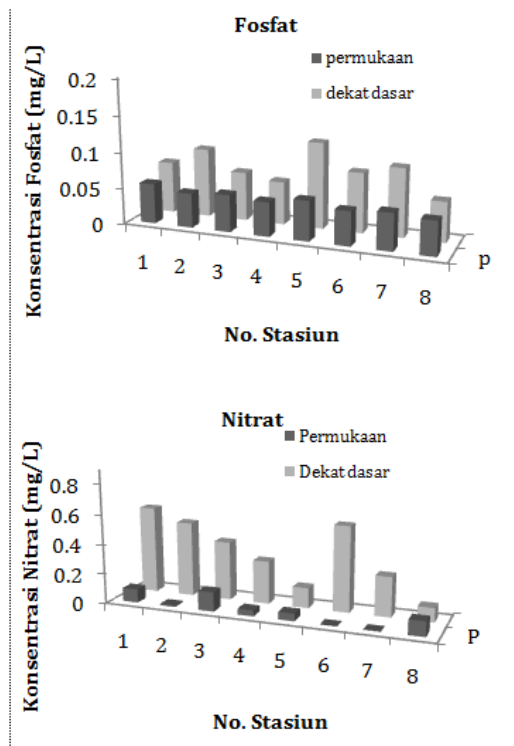 Fosfat
Konsentrasi Fosfat (mg/L)
permukaan
dekat dasar
0.2
0.15
0.1
0.05
0
1 2 3 4 5 6 7 8
p
No. Stasiun
Nitrat
Konsentrasi Nitrat (mg/L)
Permukaan
Dekat dasar
0.8
0.6
0.4
0.2
0
1 2 3 4 5 6 7 8
P
No. Stasiun